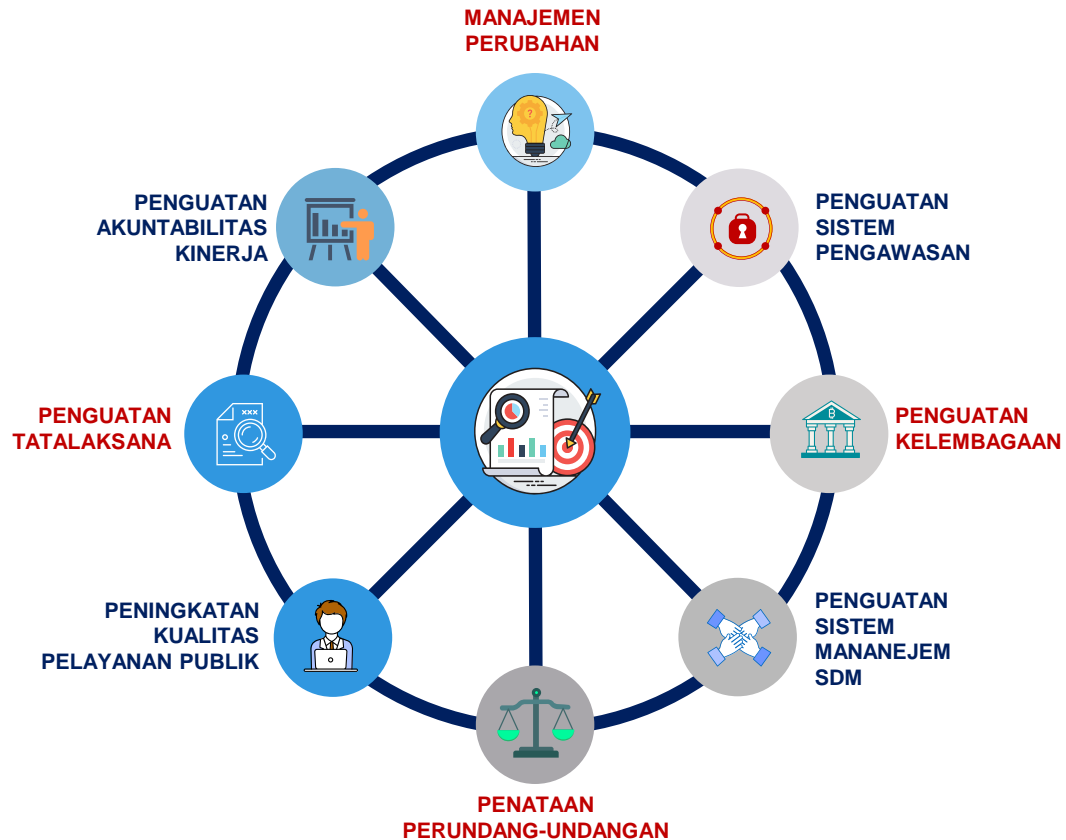 MANAJEMEN
PERUBAHAN
PENGUATAN
SISTEM
PENGAWASAN
PENGUATAN
KELEMBAGAAN
PENGUATAN
SISTEM
MANANEJEM
SDM
PENATAAN
PERUNDANG-UNDANGAN
PENINGKATAN
KUALITAS
PELAYANAN PUBLIK
PENGUATAN
TATALAKSANA
PENGUATAN
AKUNTABILITAS
KINERJA
?
XXX
₿